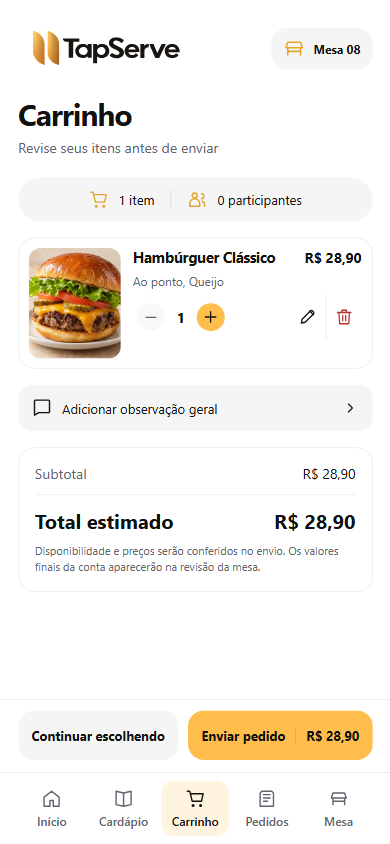 TapServe
Mesa 08
Carrinho
Revise seus itens antes de enviar
1 item
0 participantes
Hambúrguer Clássico
R$ 28,90
Ao ponto, Queijo
1
Adicionar observação geral
Subtotal
R$ 28,90
Total estimado
R$ 28,90
Disponibilidade e preços serão conferidos no envio. Os valores
finais da conta aparecerão na revisão da mesa.
Continuar escolhendo
Enviar pedido
R$ 28,90
Início
Cardápio
Carrinho
Pedidos
Mesa